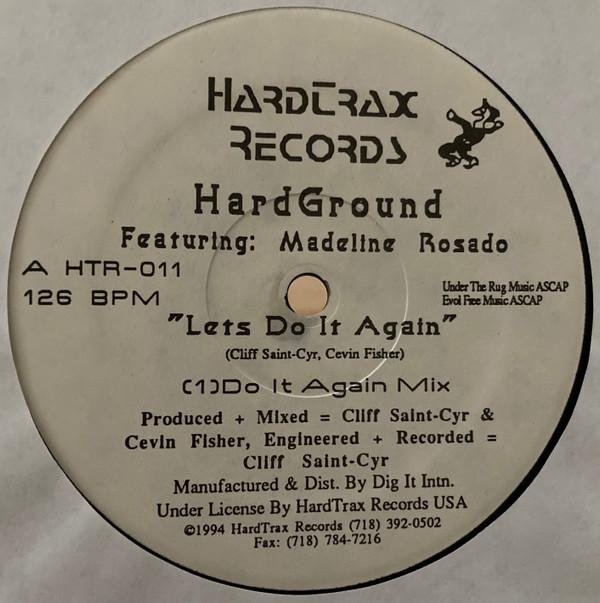 HardTrax
Records
HardGround
Featuring: Madeline Rosado
A HTR-011
126 BPM
Under The Rug Music ASCAP
Evol Free Music ASCAP
"Lets Do It Again"
(Cliff Saint-Cyr, Cevin Fisher)
(1)Do It Again Mix
Produced + Mixed = Cliff Saint-Cyr &
Cevin Fisher, Engineered + Recorded =
Cliff Saint-Cyr
Manufactured & Dist. By Dig It Intn.
Under License By HardTrax Records USA
©1994 HardTrax Records (718) 392-0502
Fax: (718) 784-7216